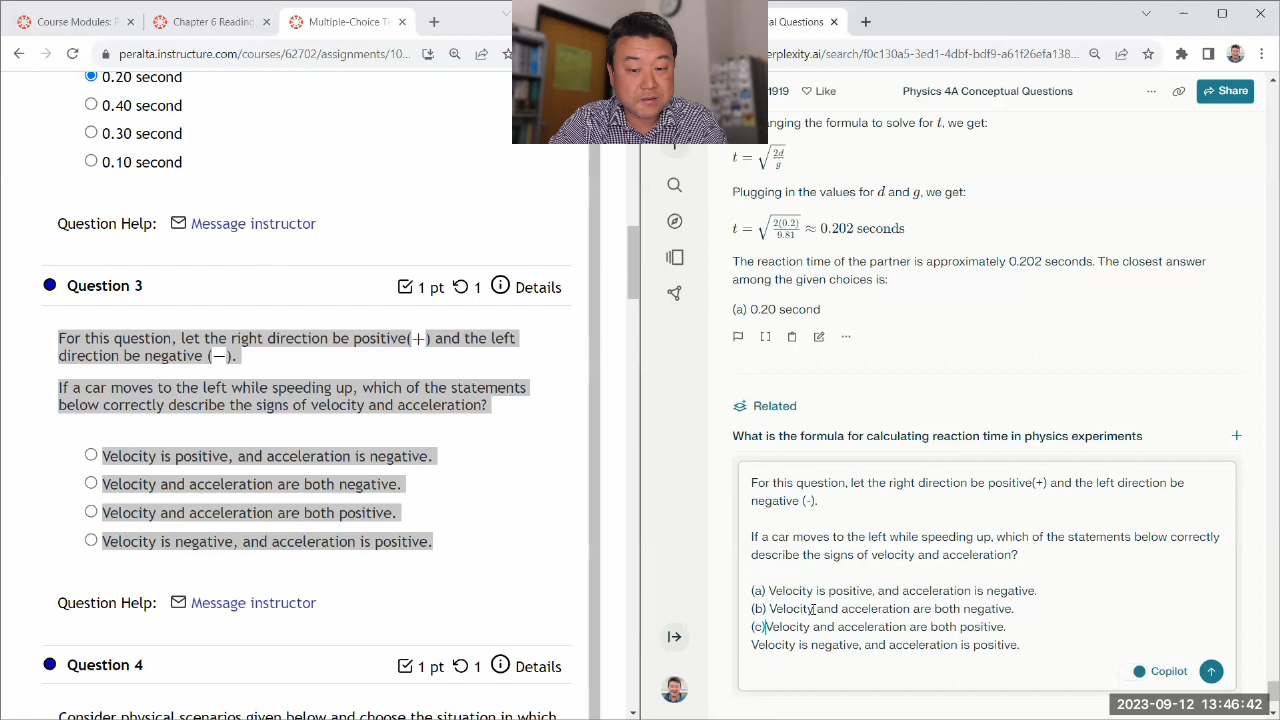 Course Modules: P
Chapter 6 Reading
Multiple-Choice T
al Questions
peralta.instructure.com/courses/62702/assignments/10...
erplexity.ai/search/f0c130a5-3ed1-4dbf-bdf9-a61f26efa138...
0.20 second
0.40 second
0.30 second
0.10 second
Question Help: Message instructor
Question 3
1 pt 1 Details
For this question, let the right direction be positive(+) and the left
direction be negative (−).
If a car moves to the left while speeding up, which of the statements
below correctly describe the signs of velocity and acceleration?
Velocity is positive, and acceleration is negative.
Velocity and acceleration are both negative.
Velocity and acceleration are both positive.
Velocity is negative, and acceleration is positive.
Question Help: Message instructor
Question 4
1 pt 1 Details
Consider physical scenarios given below and choose the situation in which
1919 Like Physics 4A Conceptual Questions Share
anging the formula to solve for t, we get:
t = √(2d/g)
Plugging in the values for d and g, we get:
t = √(2(0.2)/9.81) ≈ 0.202 seconds
The reaction time of the partner is approximately 0.202 seconds. The closest answer
among the given choices is:
(a) 0.20 second
Related
What is the formula for calculating reaction time in physics experiments
For this question, let the right direction be positive(+) and the left direction be
negative (-).
If a car moves to the left while speeding up, which of the statements below correctly
describe the signs of velocity and acceleration?
(a) Velocity is positive, and acceleration is negative.
(b) Velocity and acceleration are both negative.
(c)Velocity and acceleration are both positive.
Velocity is negative, and acceleration is positive.
Copilot
2023-09-12 13:46:42